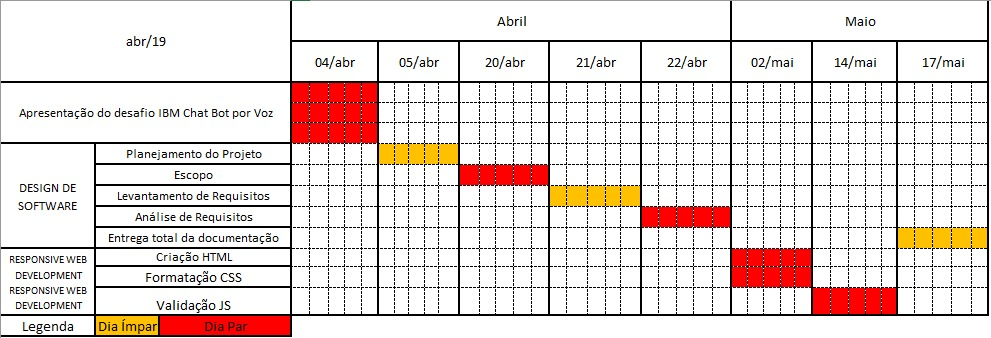 abr/19
Abril
Maio
04/abr
05/abr
20/abr
21/abr
22/abr
02/mai
14/mai
17/mai
Apresentação do desafio IBM Chat Bot por Voz
DESIGN DE
SOFTWARE
Planejamento do Projeto
Escopo
Levantamento de Requisitos
Análise de Requisitos
Entrega total da documentação
RESPONSIVE WEB
DEVELOPMENT
Criação HTML
Formatação CSS
RESPONSIVE WEB
DEVELOPMENT
Validação JS
Legenda
Dia Ímpar
Dia Par